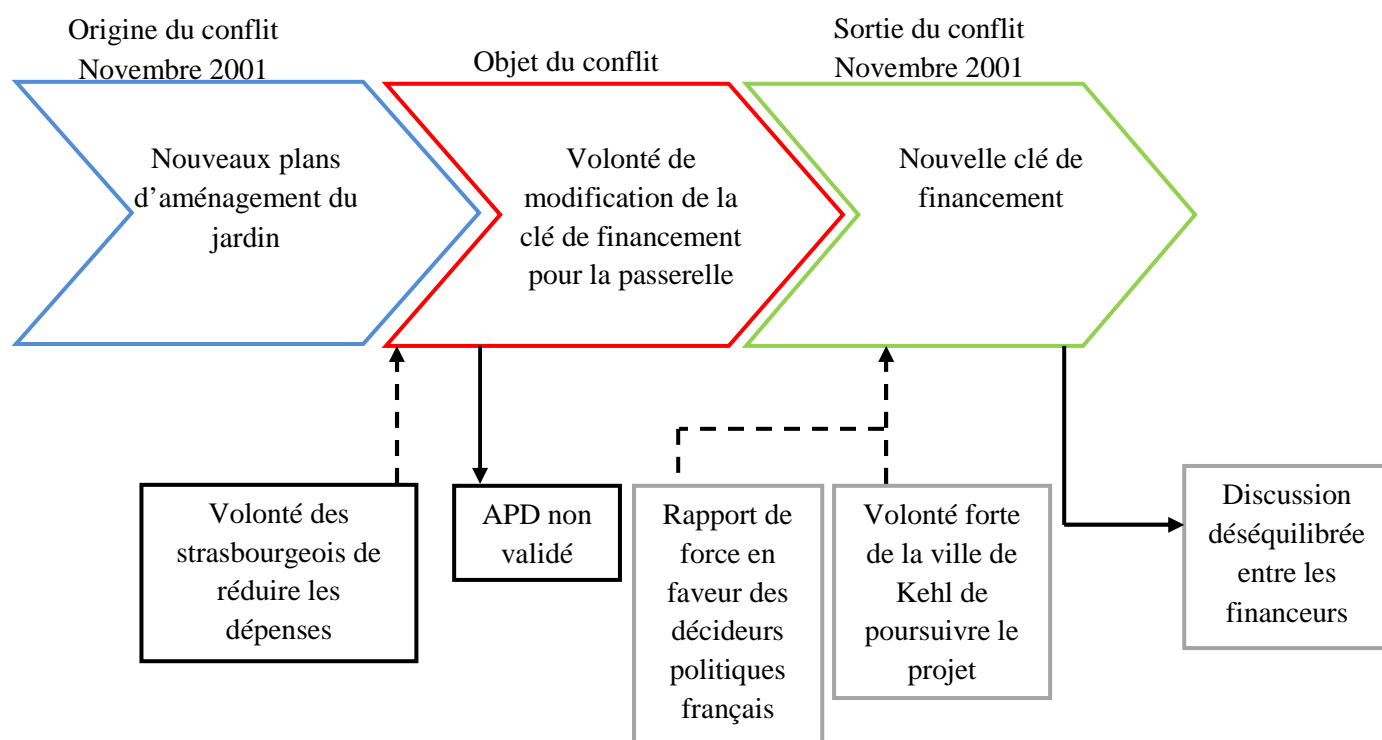 Origine du conflit
Novembre 2001
Objet du conflit
Sortie du conflit
Novembre 2001
Nouveaux plans
d’aménagement du
jardin
Volonté de
modification de la
clé de financement
pour la passerelle
Nouvelle clé de
financement
Volonté des
strasbourgeois de
réduire les
dépenses
APD non
validé
Rapport de
force en
faveur des
décideurs
politiques
français
Volonté forte
de la ville de
Kehl de
poursuivre le
projet
Discussion
déséquilibrée
entre les
financeurs